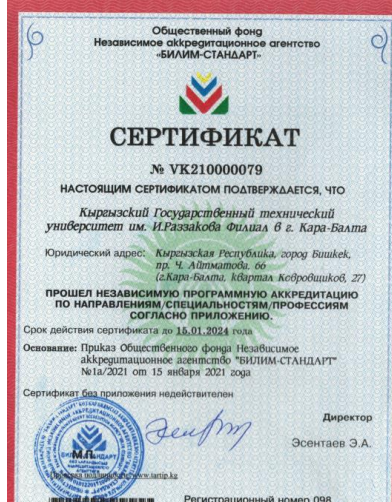 Общественный фонд
Независимое аккредитационное агентство
«БИЛИМ-СТАНДАРТ»
СЕРТИФИКАТ
№ VK210000079
НАСТОЯЩИМ СЕРТИФИКАТОМ ПОДТВЕРЖДАЕТСЯ, ЧТО
Кыргызский Государственный технический
университет им. И.Раззакова Филиал в г. Кара-Балта
Юридический адрес: Кыргызская Республика, город Бишкек,
пр. Ч. Айтматова, 66
(г.Кара-Балта, квартал Ковровщиков, 27)
ПРОШЕЛ НЕЗАВИСИМУЮ ПРОГРАММНУЮ АККРЕДИТАЦИЮ
ПО НАПРАВЛЕНИЯМ/СПЕЦИАЛЬНОСТЯМ/ПРОФЕССИЯМ
СОГЛАСНО ПРИЛОЖЕНИЮ.
Срок действия сертификата до 15.01.2024 года
Основание: Приказ Общественного фонда Независимое
аккредитационое агентство "БИЛИМ-СТАНДАРТ"
№1а/2021 от 15 января 2021 года
Сертификат без приложения недействителен
Директор
М.П.
Эсентаев Э.А.
www.tartip.kg
Регистрационный номер 098